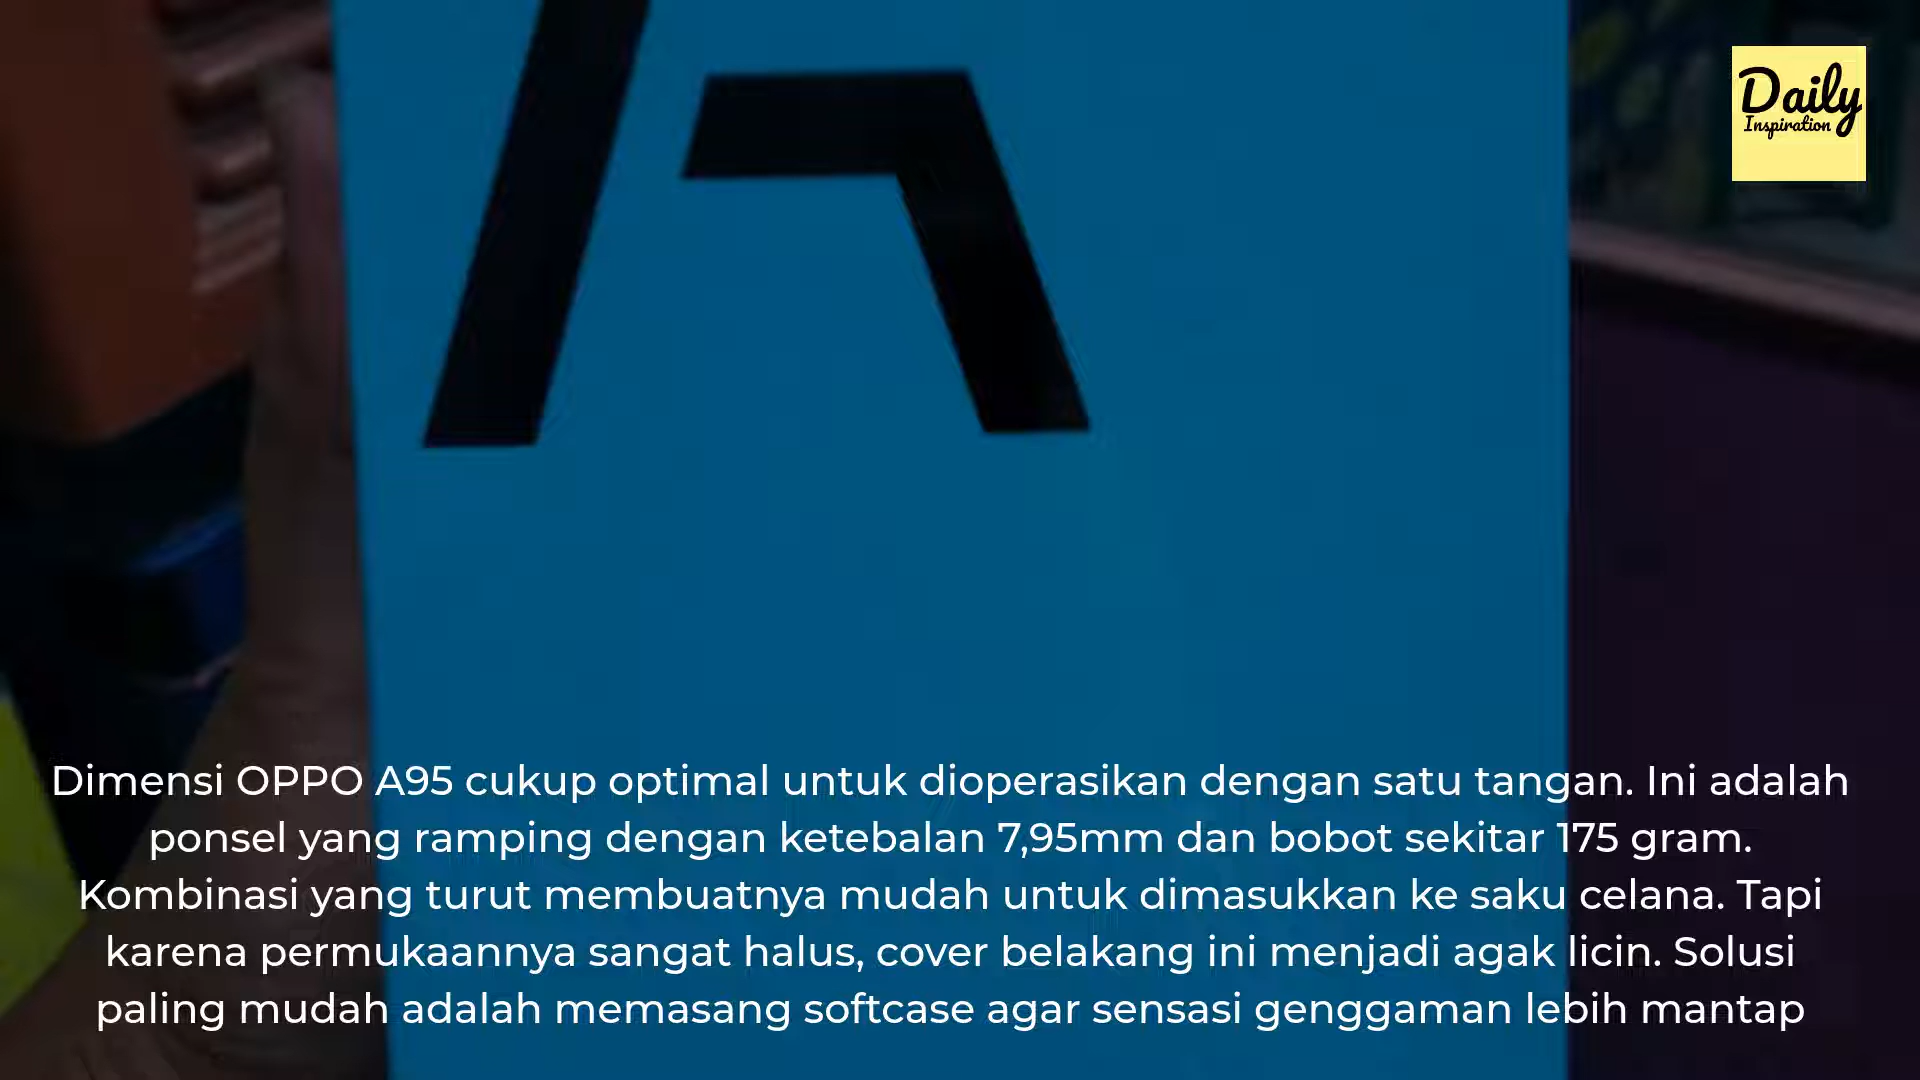 Daily
Inspiration
Dimensi OPPO A95 cukup optimal untuk dioperasikan dengan satu tangan. Ini adalah
ponsel yang ramping dengan ketebalan 7,95mm dan bobot sekitar 175 gram.
Kombinasi yang turut membuatnya mudah untuk dimasukkan ke saku celana. Tapi
karena permukaannya sangat halus, cover belakang ini menjadi agak licin. Solusi
paling mudah adalah memasang softcase agar sensasi genggaman lebih mantap